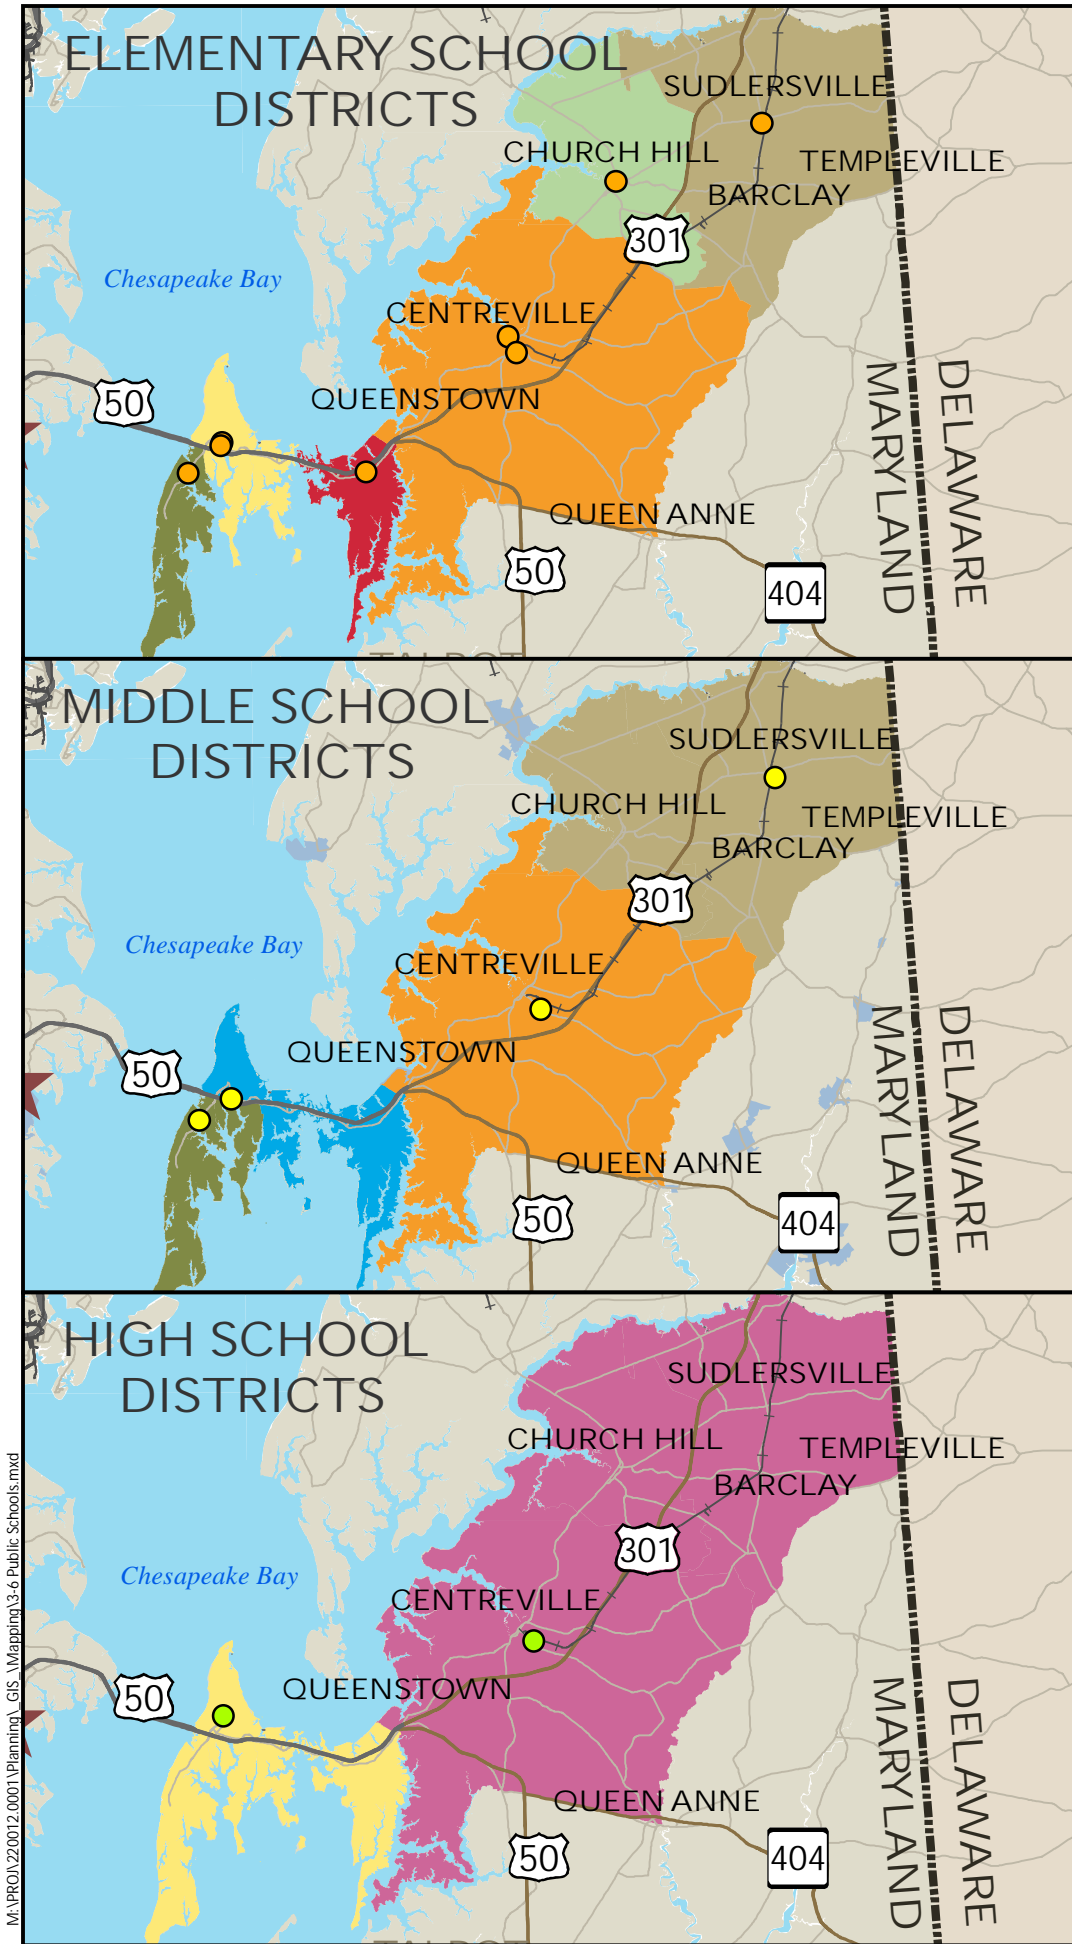 ELEMENTARY SCHOOL
DISTRICTS
SUDLERSVILLE
CHURCH HILL
TEMPLEVILLE
BARCLAY
301
Chesapeake Bay
CENTREVILLE
50
QUEENSTOWN
MARYLAND
DELAWARE
QUEEN ANNE
50
404
TALBOT
MIDDLE SCHOOL
DISTRICTS
SUDLERSVILLE
CHURCH HILL
TEMPLEVILLE
BARCLAY
301
Chesapeake Bay
CENTREVILLE
QUEENSTOWN
50
MARYLAND
DELAWARE
QUEEN ANNE
50
404
HIGH SCHOOL
DISTRICTS
SUDLERSVILLE
CHURCH HILL
TEMPLEVILLE
BARCLAY
301
Chesapeake Bay
CENTREVILLE
QUEENSTOWN
50
MARYLAND
DELAWARE
QUEEN ANNE
50
404
TALBOT
M:\PROJ\220012.0001\Planning\_GIS_\Mapping\3-6 Public Schools.mxd